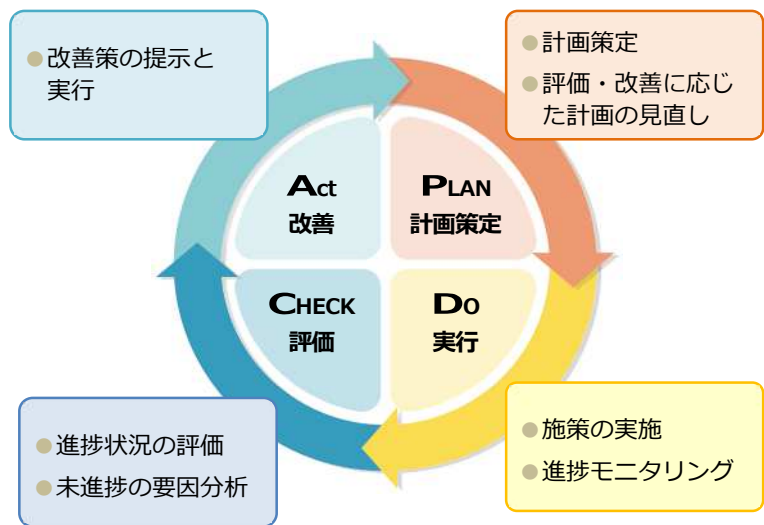 ●改善策の提示と
実行
●計画策定
●評価・改善に応じ
た計画の見直し
ACT
改善
PLAN
計画策定
CHECK
評価
DO
実行
●進捗状況の評価
●未進捗の要因分析
●施策の実施
●進捗モニタリング